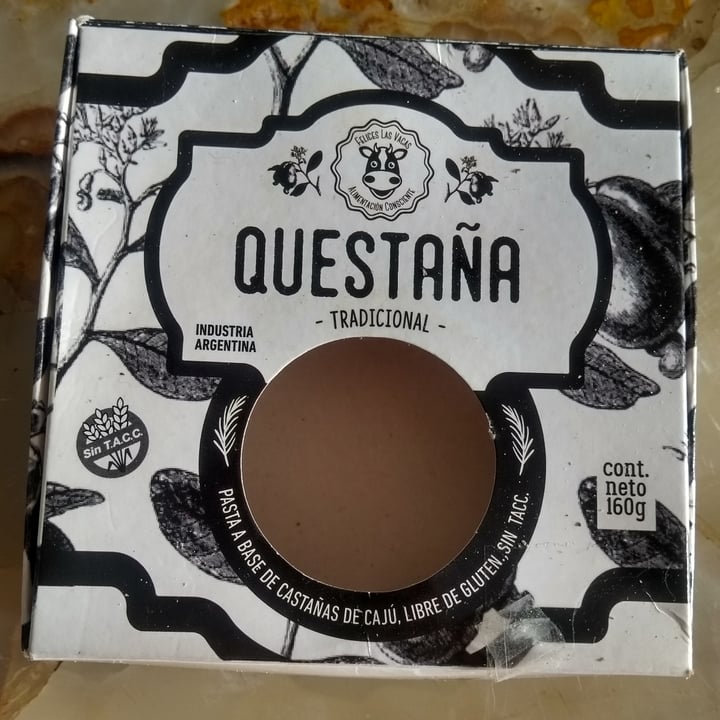 FELICES LAS VACAS
ALIMENTACIÓN CONSCIENTE
QUESTAÑA
- TRADICIONAL -
INDUSTRIA
ARGENTINA
Sin T.A.C.C.
cont.
neto
160g
PASTA A BASE DE CASTAÑAS DE CAJÚ, LIBRE DE GLUTEN, SIN TACC.